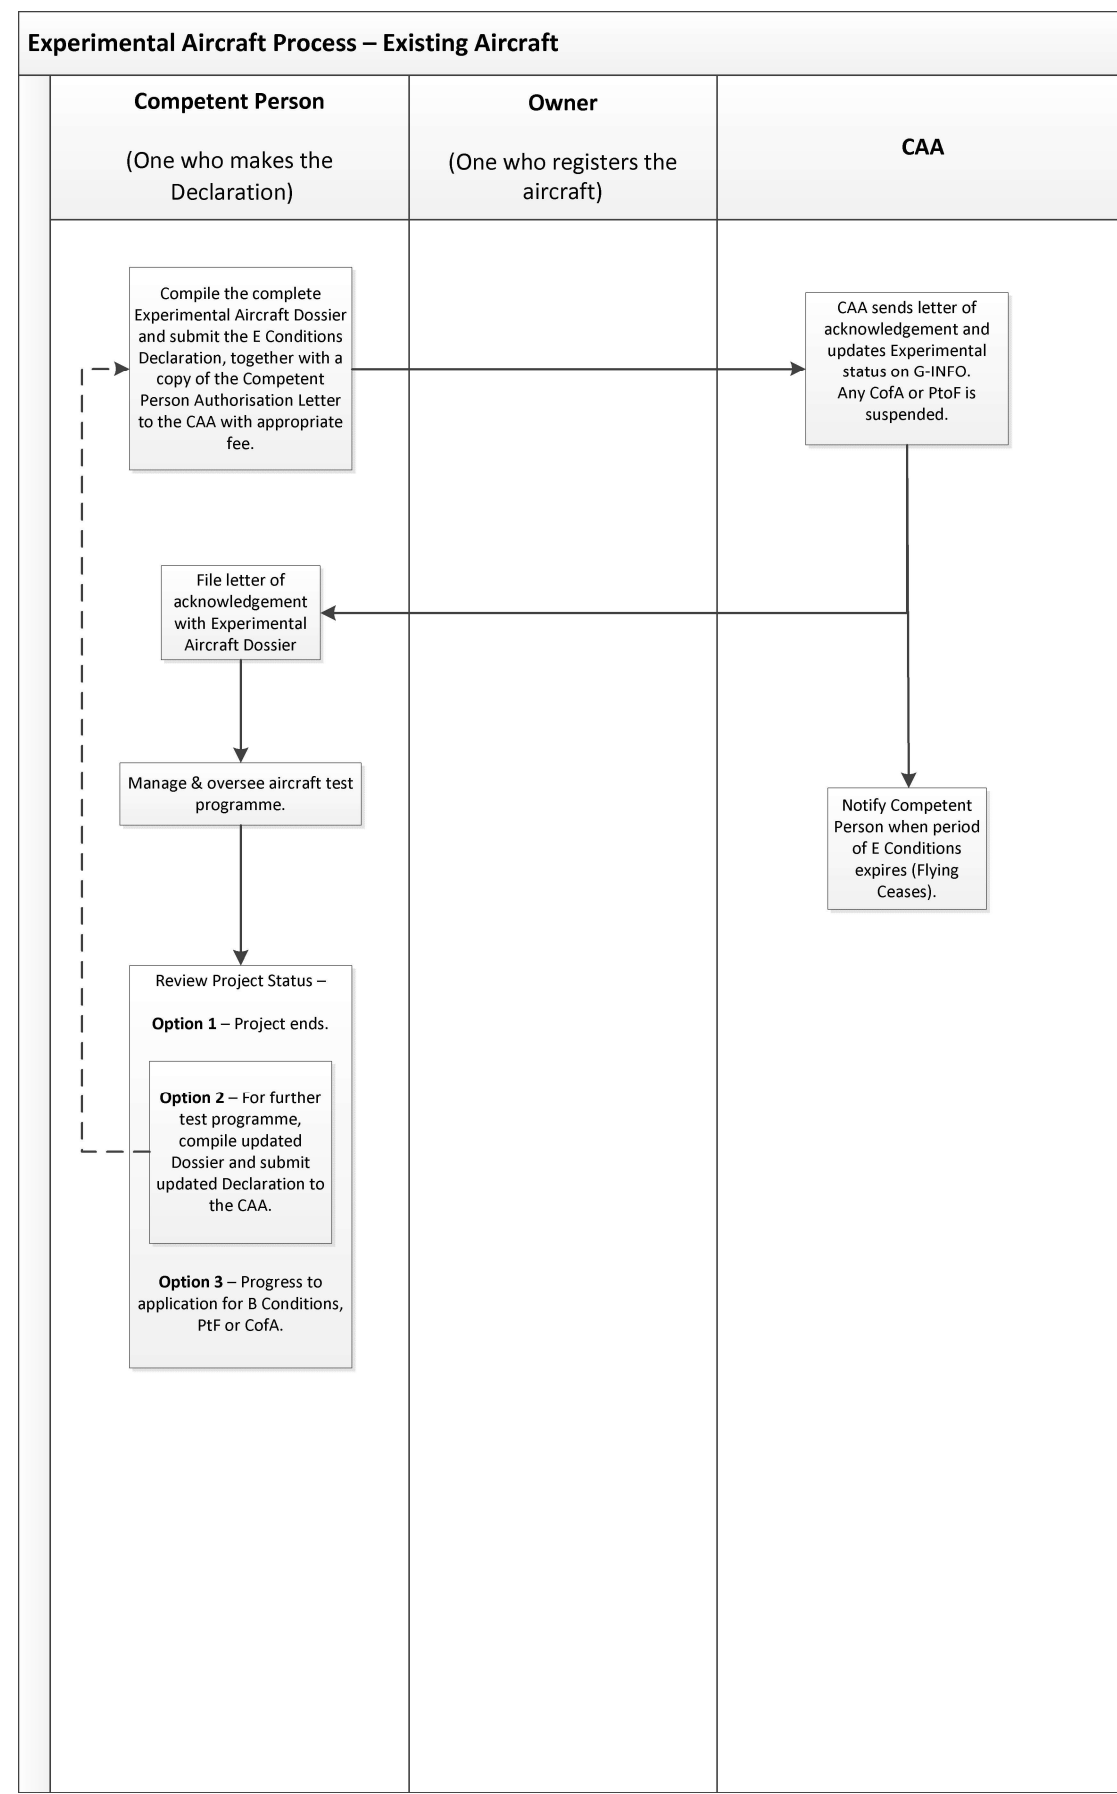 Experimental Aircraft Process – Existing Aircraft
Competent Person
(One who makes the
Declaration)
Owner
(One who registers the
aircraft)
CAA
Compile the complete
Experimental Aircraft Dossier
and submit the E Conditions
Declaration, together with a
copy of the Competent
Person Authorisation Letter
to the CAA with appropriate
fee.
CAA sends letter of
acknowledgement and
updates Experimental
status on G-INFO.
Any CofA or PtoF is
suspended.
File letter of
acknowledgement
with Experimental
Aircraft Dossier
Manage & oversee aircraft test
programme.
Notify Competent
Person when period
of E Conditions
expires (Flying
Ceases).
Review Project Status –
Option 1 – Project ends.
Option 2 – For further
test programme,
compile updated
Dossier and submit
updated Declaration to
the CAA.
Option 3 – Progress to
application for B Conditions,
PtF or CofA.